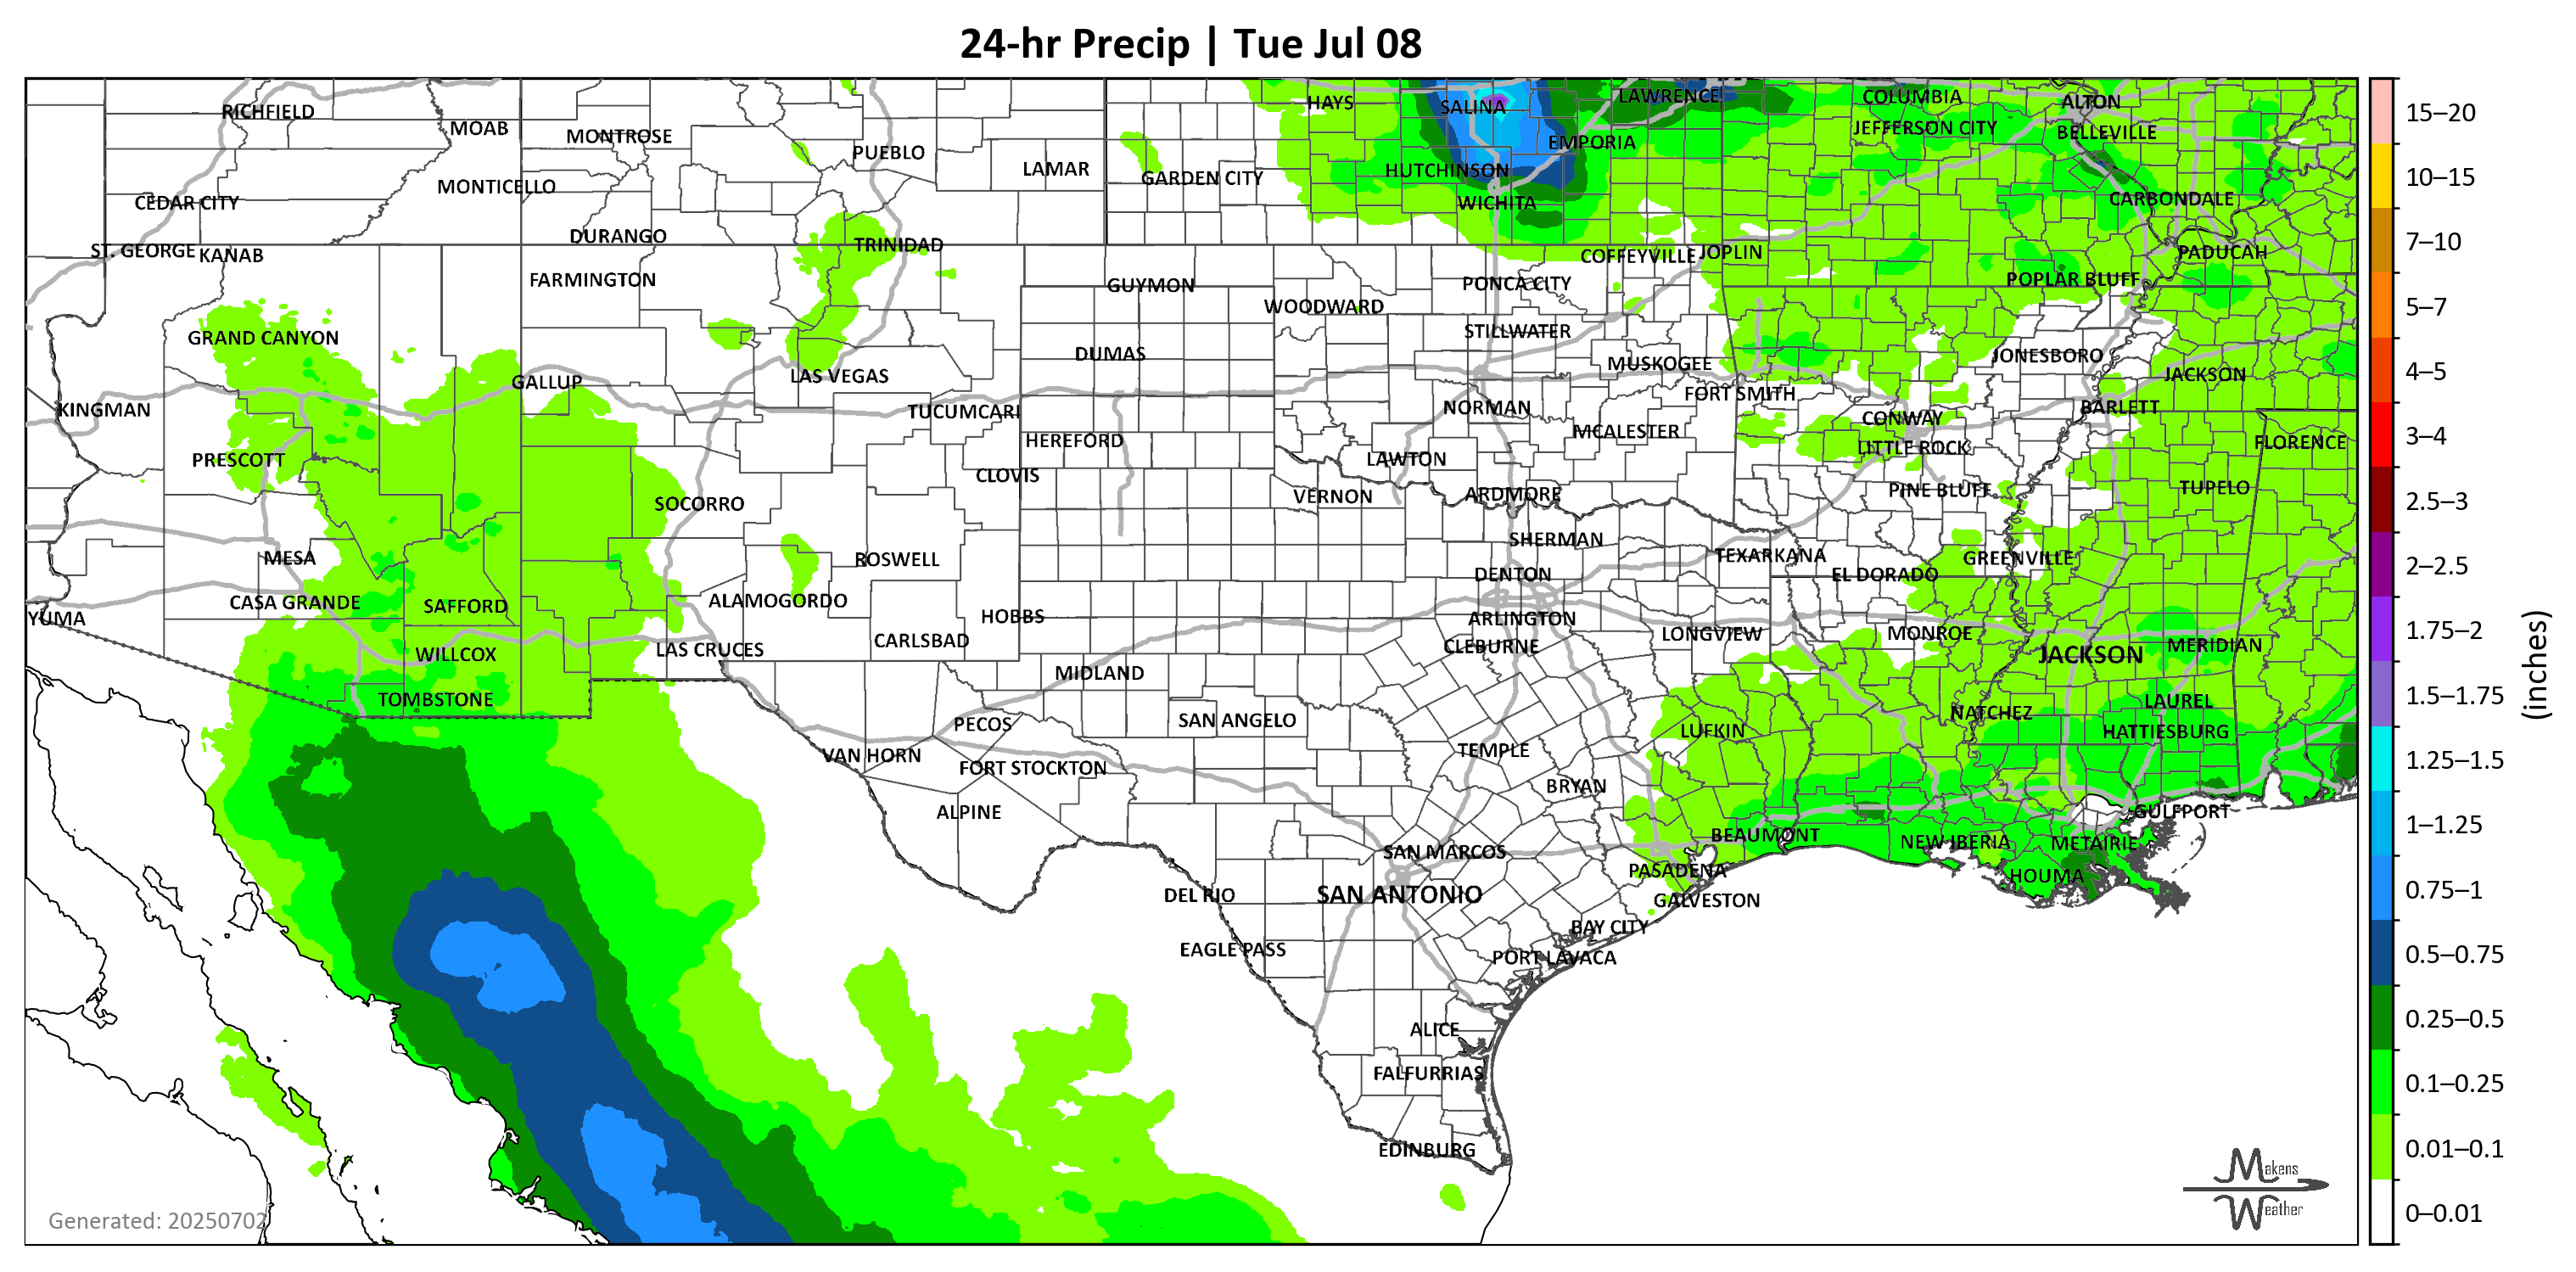 24-hr Precip | Tue Jul 08
RICHFIELD
MOAB
MONTROSE
PUEBLO
LAMAR
HAYS
SALINA
LAWRENCE
COLUMBIA
ALTON
JEFFERSON CITY
BELLEVILLE
EMPORIA
HUTCHINSON
GARDEN CITY
MONTICELLO
CEDAR CITY
WICHITA
CARBONDALE
DURANGO
TRINIDAD
ST. GEORGE
KANAB
COFFEYVILLE
JOPLIN
PADUCAH
FARMINGTON
GUYMON
PONCA CITY
POPLAR BLUFF
WOODWARD
GRAND CANYON
STILLWATER
DUMAS
MUSKOGEE
JONESBORO
JACKSON
GALLUP
LAS VEGAS
FORT SMITH
KINGMAN
TUCUMCARI
NORMAN
CONWAY
BARLETT
HEREFORD
MCALESTER
LITTLE ROCK
FLORENCE
PRESCOTT
LAWTON
CLOVIS
VERNON
ARDMORE
PINE BLUFF
TUPELO
SOCORRO
SHERMAN
MESA
ROSWELL
TEXARKANA
GREENVILLE
DENTON
EL DORADO
CASA GRANDE
SAFFORD
ALAMOGORDO
HOBBS
YUMA
ARLINGTON
CARLSBAD
CLEBURNE
LONGVIEW
MONROE
MERIDIAN
WILLCOX
LAS CRUCES
JACKSON
MIDLAND
TOMBSTONE
LAUREL
PECOS
SAN ANGELO
LUFKIN
NATCHEZ
HATTIESBURG
VAN HORN
FORT STOCKTON
TEMPLE
BRYAN
ALPINE
GULFPORT
BEAUMONT
NEW IBERIA
METAIRIE
SAN MARCOS
PASADENA
HOUMA
DEL RIO
SAN ANTONIO
GALVESTON
BAY CITY
EAGLE PASS
PORT LAVACA
ALICE
FALFURRIAS
EDINBURG
Generated: 20250702
Makens
Weather
15–20
10–15
7–10
5–7
4–5
3–4
2.5–3
2–2.5
1.75–2
1.5–1.75
1.25–1.5
1–1.25
0.75–1
0.5–0.75
0.25–0.5
0.1–0.25
0.01–0.1
0–0.01
(inches)